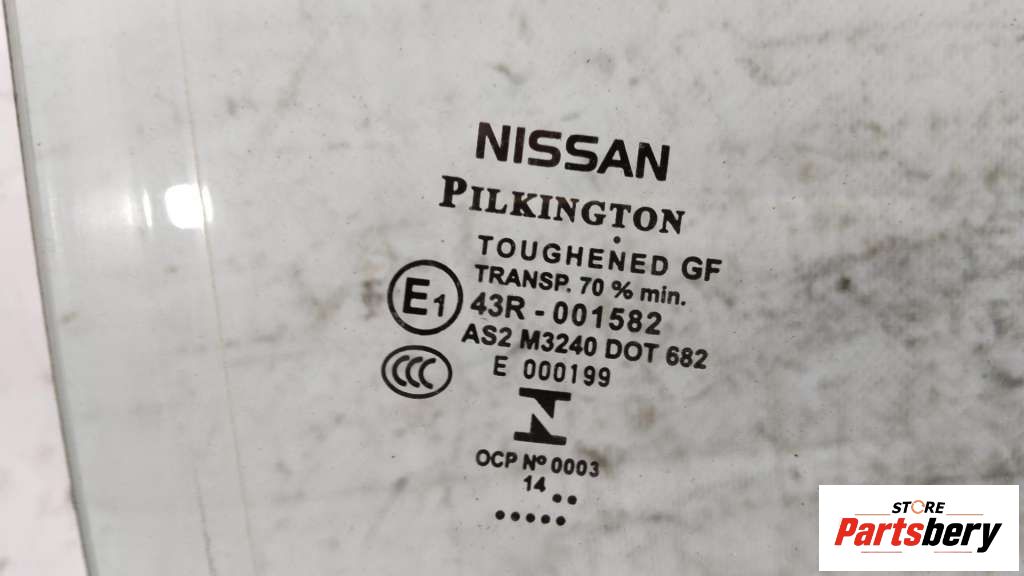 NISSAN
PILKINGTON
TOUGHENED GF
TRANSP. 70 % min.
E1 43R - 001582
AS2 M3240 DOT 682
CCC E 000199
N
OCP Nº 0003
14 ..
.....
STORE
Partsbery